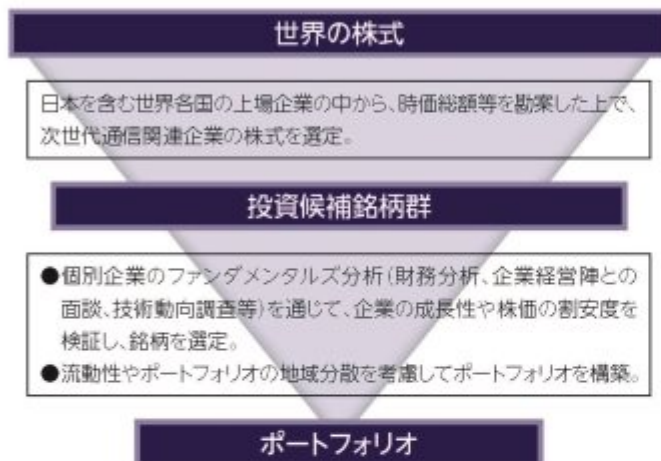 世界の株式
日本を含む世界各国の上場企業の中から、時価総額等を勘案した上で、
次世代通信関連企業の株式を選定。
投資候補銘柄群
●個別企業のファンダメンタルズ分析(財務分析、企業経営陣との
面談、技術動向調査等)を通じて、企業の成長性や株価の割安度を
検証し、銘柄を選定。
●流動性やポートフォリオの地域分散を考慮してポートフォリオを構築。
ポートフォリオ